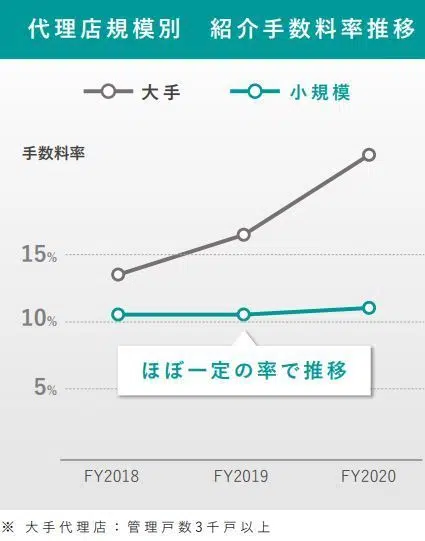 代理店規模別 紹介手数料率推移
大手 小規模
手数料率
15%
10%
ほぼ一定の率で推移
5%
FY2018 FY2019 FY2020
※ 大手代理店：管理戸数3千戸以上